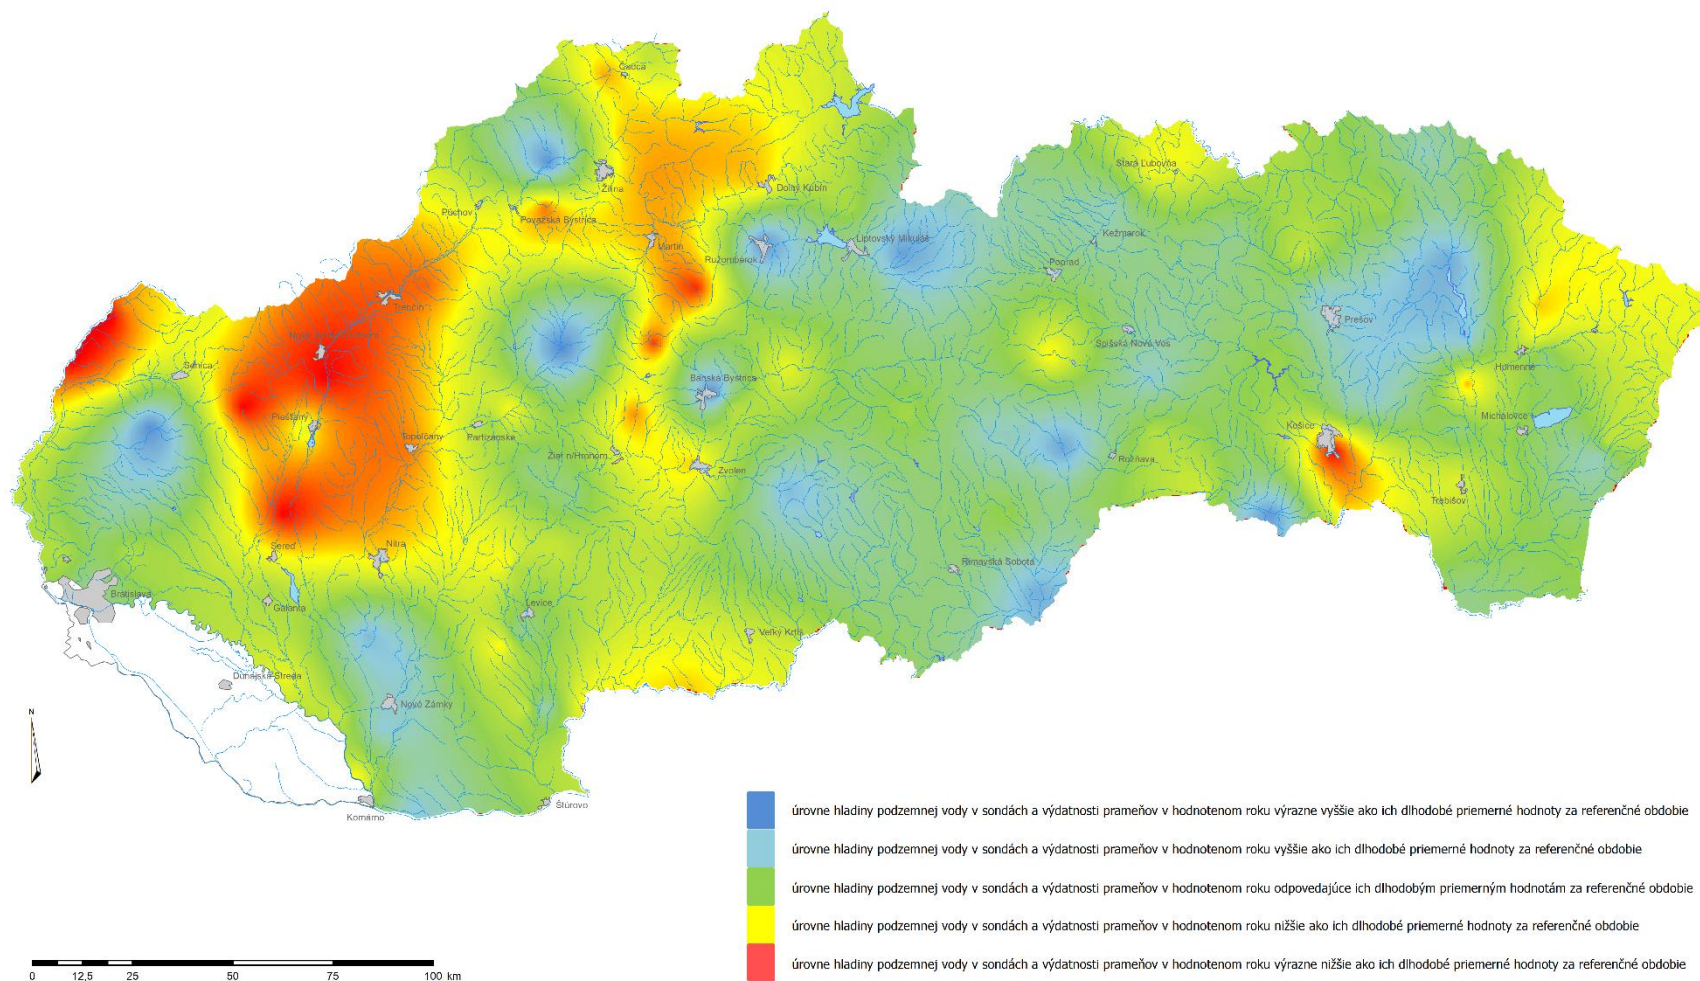 Čadca
Stará Ľubovňa
Žilina
Dolný Kubín
Púchov
Považská Bystrica
Martin
Liptovský Mikuláš
Kežmarok
Ružomberok
Poprad
Trenčín
Prešov
Spišská Nová Ves
Senica
Banská Bystrica
Humenné
Piešťany
Michalovce
Topoľčany
Partizánske
Košice
Žiar n/Hronom
Zvolen
Rožňava
Trebišov
Sereď
Nitra
Rimavská Sobota
Bratislava
Galanta
Levice
Veľký Krtíš
Dunajská Streda
Nové Zámky
N
Štúrovo
Komárno
úrovne hladiny podzemnej vody v sondách a výdatnosti prameňov v hodnotenom roku výrazne vyššie ako ich dlhodobé priemerné hodnoty za referenčné obdobie
úrovne hladiny podzemnej vody v sondách a výdatnosti prameňov v hodnotenom roku vyššie ako ich dlhodobé priemerné hodnoty za referenčné obdobie
úrovne hladiny podzemnej vody v sondách a výdatnosti prameňov v hodnotenom roku odpovedajúce ich dlhodobým priemerným hodnotám za referenčné obdobie
úrovne hladiny podzemnej vody v sondách a výdatnosti prameňov v hodnotenom roku nižšie ako ich dlhodobé priemerné hodnoty za referenčné obdobie
úrovne hladiny podzemnej vody v sondách a výdatnosti prameňov v hodnotenom roku výrazne nižšie ako ich dlhodobé priemerné hodnoty za referenčné obdobie
0 12,5 25 50 75 100 km